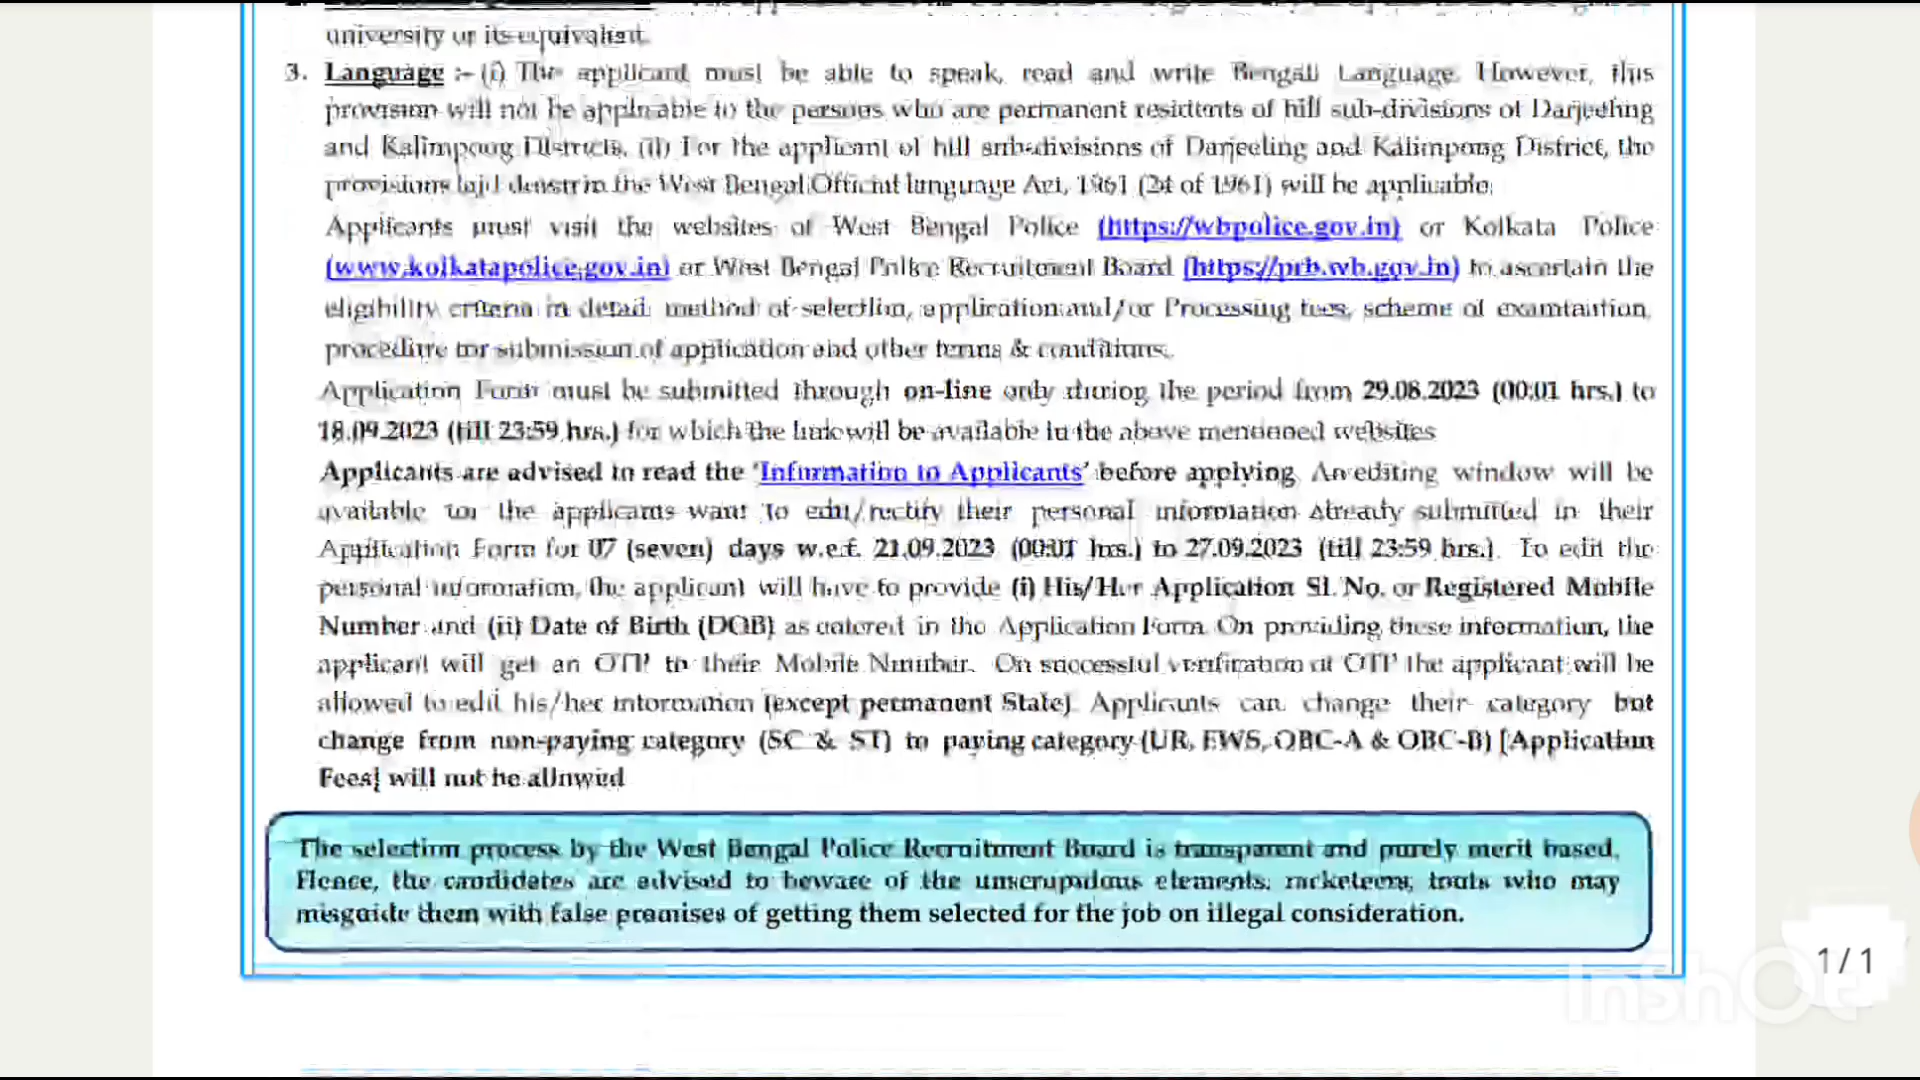 university or its equivalent.
3. Language :- (i) The applicant must be able to speak, read and write Bengali Language. However, this
provision will not be applicable to the persons who are permanent residents of hill sub-divisions of Darjeeling
and Kalimpong Districts. (ii) For the applicant of hill sub-divisions of Darjeeling and Kalimpong District, the
provisions laid in the West Bengal Official language Act, 1961 (24 of 1961) will be applicable.
Applicants must visit the websites of West Bengal Police (https://wbpolice.gov.in) or Kolkata Police
(www.kolkatapolice.gov.in) or West Bengal Police Recruitment Board (https://prb.wb.gov.in) to ascertain the
eligibility criteria in detail, method of selection, application and/or Processing fees, scheme of examination,
procedure for submission of application and other terms & conditions.
Application Form must be submitted through on-line only during the period from 29.08.2023 (00:01 hrs.) to
18.09.2023 (till 23:59 hrs.) for which the link will be available in the above mentioned websites
Applicants are advised to read the 'Information to Applicants' before applying. An editing window will be
available for the applicants want to edit/rectify their personal information already submitted in their
Application Form for 07 (seven) days w.e.f. 21.09.2023 (00:01 hrs.) to 27.09.2023 (till 23:59 hrs.). To edit the
personal information, the applicant will have to provide (i) His/Her Application Sl. No. or Registered Mobile
Number and (ii) Date of Birth (DOB) as entered in the Application Form. On providing these information, the
applicant will get an OTP to their Mobile Number. On successful verification of OTP the applicant will be
allowed to edit his/her information (except permanent State). Applicants can change their category but
change from non-paying category (SC & ST) to paying category (UR, EWS, OBC-A & OBC-B) [Application
Fees] will not be allowed
The selection process by the West Bengal Police Recruitment Board is transparent and purely merit based.
Hence, the candidates are advised to beware of the unscrupulous elements, racketeers, touts who may
misguide them with false promises of getting them selected for the job on illegal consideration.
1 / 1
InShOt